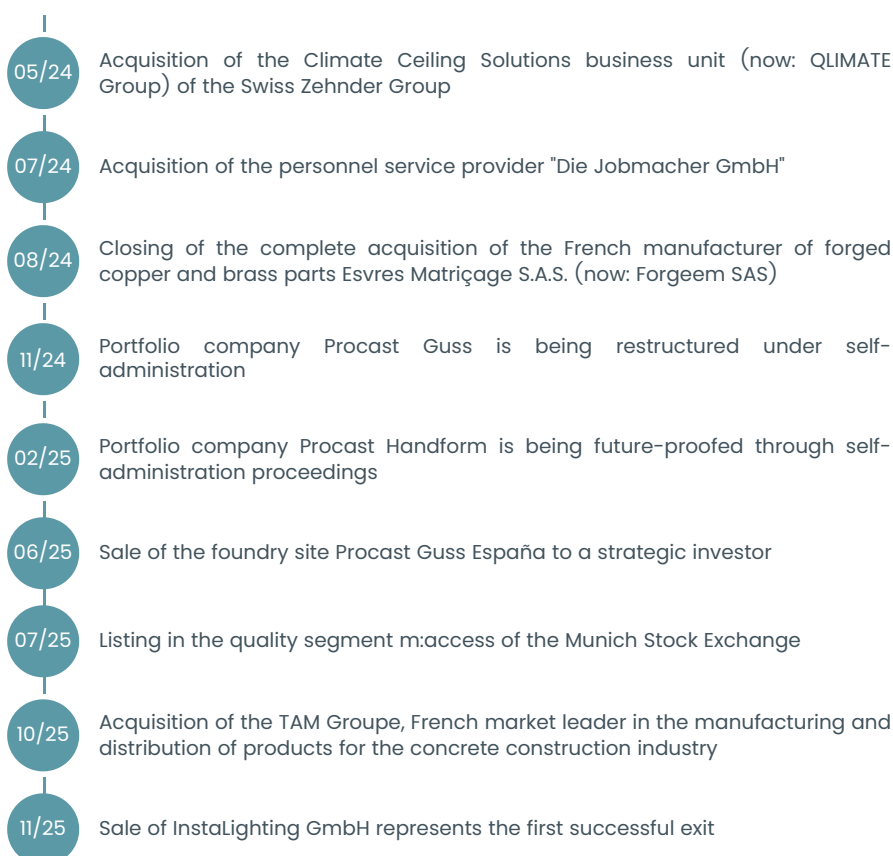 05/24
Acquisition of the Climate Ceiling Solutions business unit (now: QLIMATE
Group) of the Swiss Zehnder Group
07/24
Acquisition of the personnel service provider "Die Jobmacher GmbH"
08/24
Closing of the complete acquisition of the French manufacturer of forged
copper and brass parts Esvres Matriçage S.A.S. (now: Forgeem SAS)
11/24
Portfolio company Procast Guss is being restructured under self-
administration
02/25
Portfolio company Procast Handform is being future-proofed through self-
administration proceedings
06/25
Sale of the foundry site Procast Guss España to a strategic investor
07/25
Listing in the quality segment m:access of the Munich Stock Exchange
10/25
Acquisition of the TAM Groupe, French market leader in the manufacturing and
distribution of products for the concrete construction industry
11/25
Sale of InstaLighting GmbH represents the first successful exit